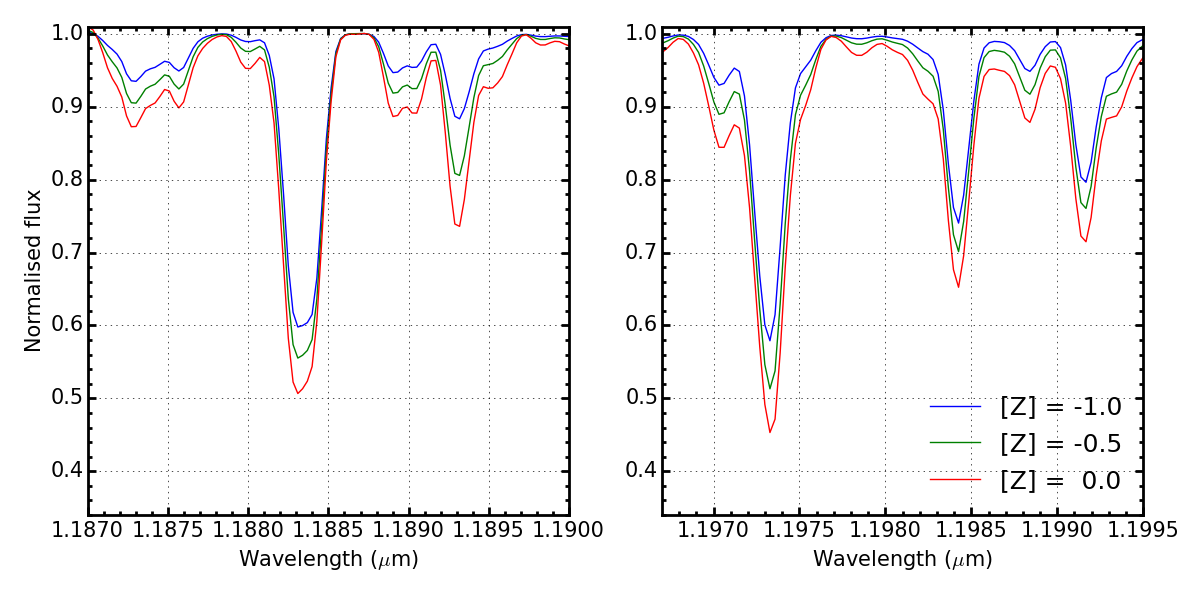 Normalised flux
1.0
0.9
0.8
0.7
0.6
0.5
0.4
1.1870 1.1875 1.1880 1.1885 1.1890 1.1895 1.1900
Wavelength (μm)
1.0
0.9
0.8
0.7
0.6
0.5
0.4
[Z] = -1.0
[Z] = -0.5
[Z] = 0.0
1.1970 1.1975 1.1980 1.1985 1.1990 1.1995
Wavelength (μm)